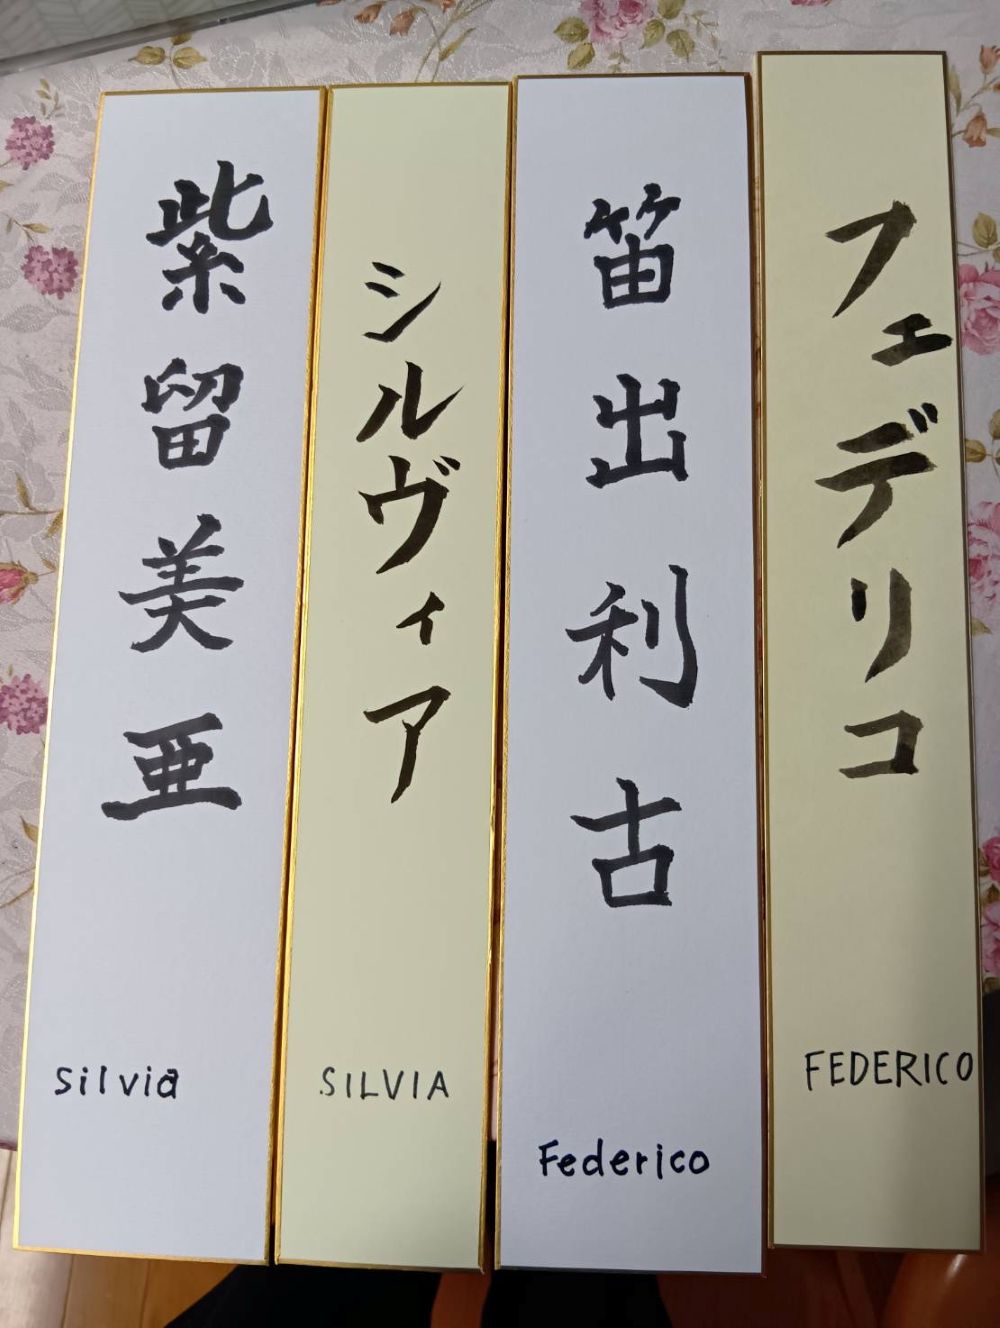 紫留美亜
Silvia
シルヴィア
SILVIA
笛出利古
Federico
フェデリコ
FEDERICO